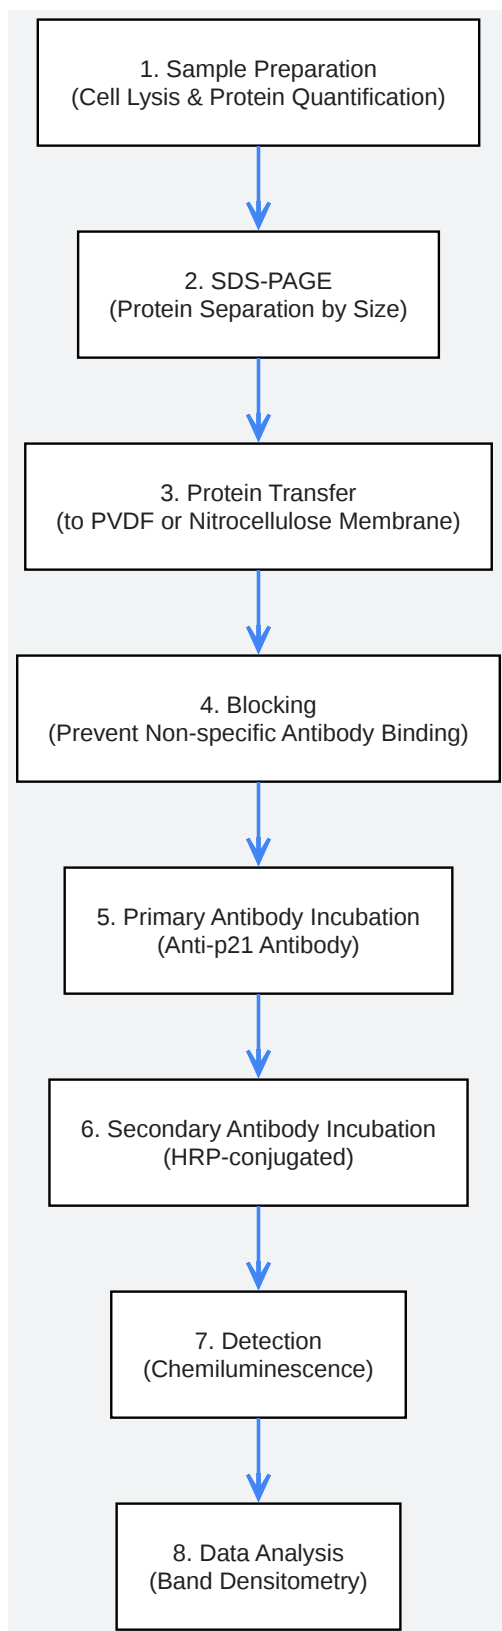 1. Sample Preparation
(Cell Lysis & Protein Quantification)
2. SDS-PAGE
(Protein Separation by Size)
3. Protein Transfer
(to PVDF or Nitrocellulose Membrane)
4. Blocking
(Prevent Non-specific Antibody Binding)
5. Primary Antibody Incubation
(Anti-p21 Antibody)
6. Secondary Antibody Incubation
(HRP-conjugated)
7. Detection
(Chemiluminescence)
8. Data Analysis
(Band Densitometry)